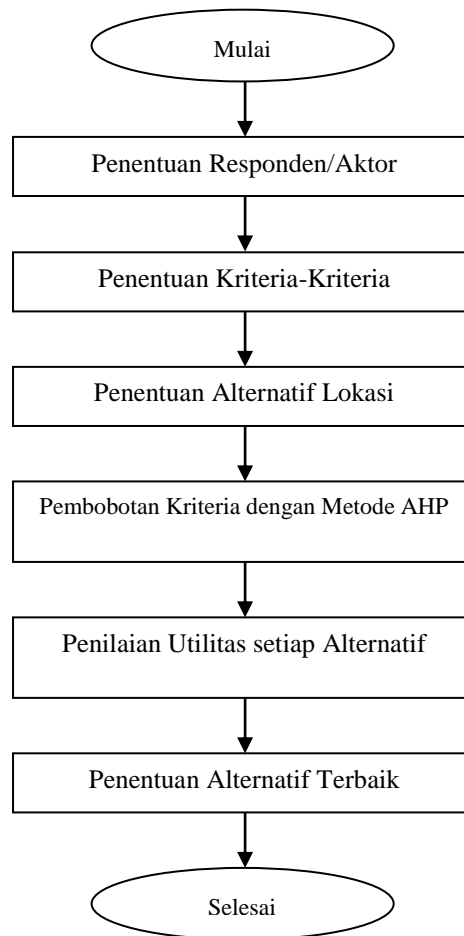 Mulai
Penentuan Responden/Aktor
Penentuan Kriteria-Kriteria
Penentuan Alternatif Lokasi
Pembobotan Kriteria dengan Metode AHP
Penilaian Utilitas setiap Alternatif
Penentuan Alternatif Terbaik
Selesai